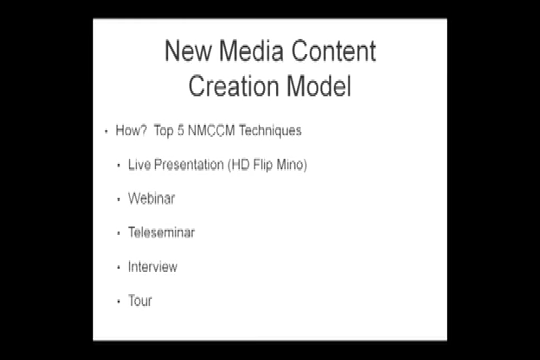 New Media Content
Creation Model
• How? Top 5 NMCCM Techniques
• Live Presentation (HD Flip Mino)
• Webinar
• Teleseminar
• Interview
• Tour